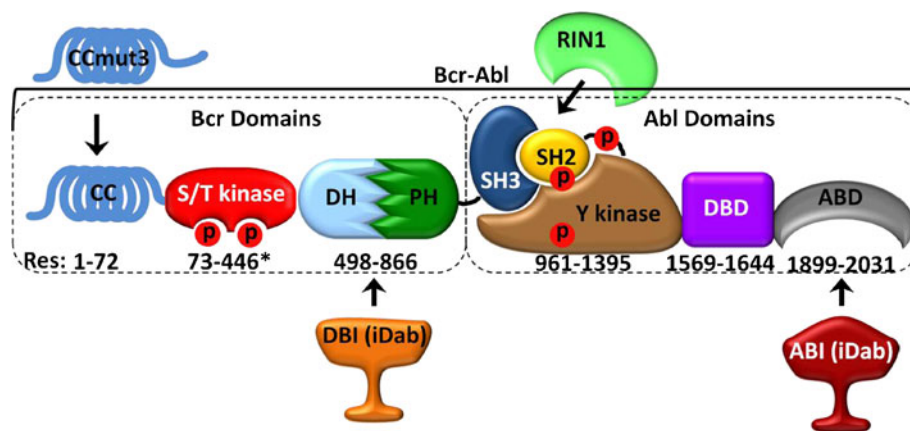 CCmut3
RIN1
Bcr-Abl
Bcr Domains
Abl Domains
CC
S/T kinase
P P
DH
PH
SH3
SH2
P
P
Y kinase
P
DBD
ABD
Res: 1-72
73-446*
498-866
961-1395
1569-1644
1899-2031
DBI (iDab)
ABI (iDab)